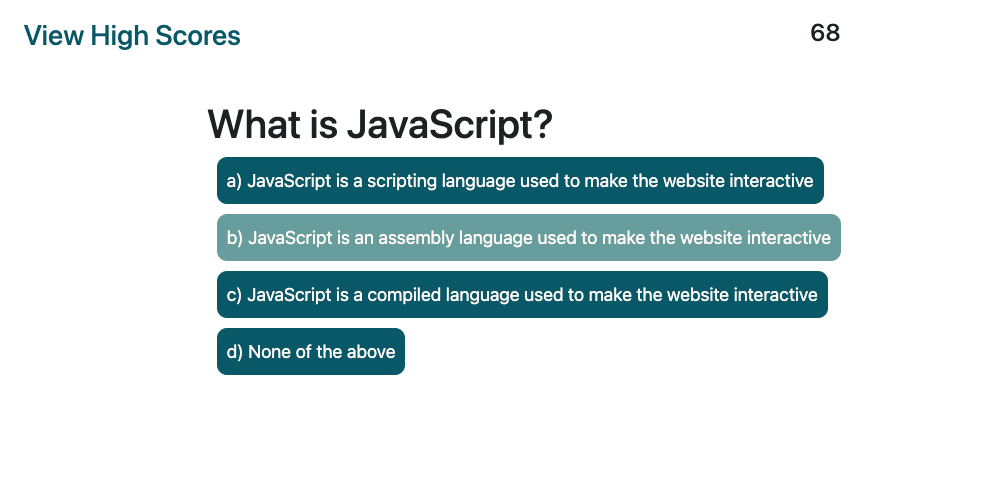 View High Scores
68
What is JavaScript?
a) JavaScript is a scripting language used to make the website interactive
b) JavaScript is an assembly language used to make the website interactive
c) JavaScript is a compiled language used to make the website interactive
d) None of the above